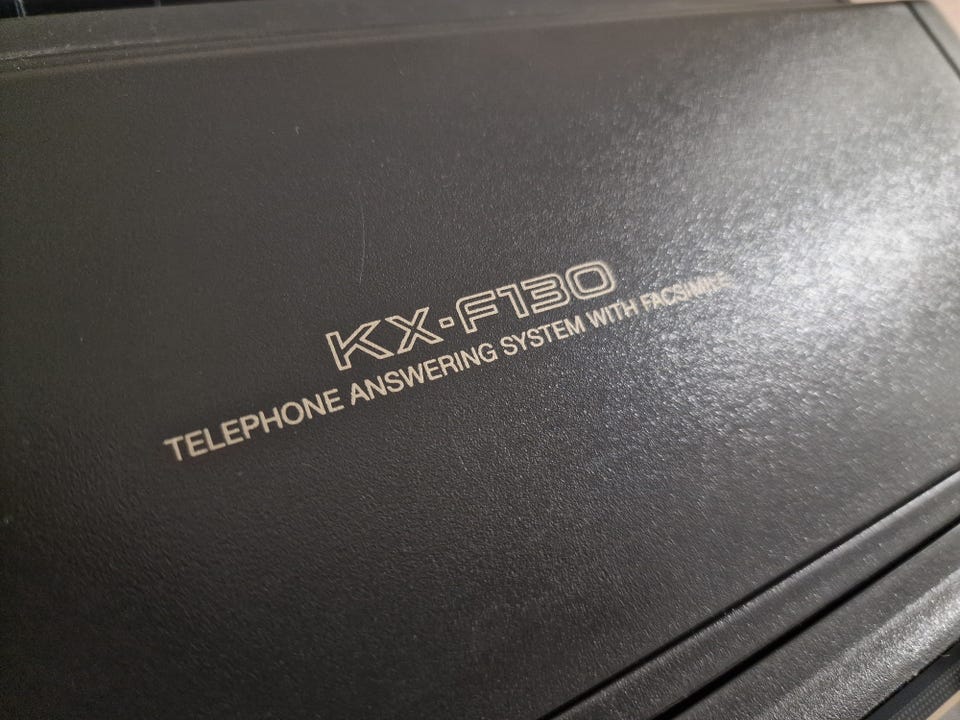 KX-F130
TELEPHONE ANSWERING SYSTEM WITH FACSIMILE